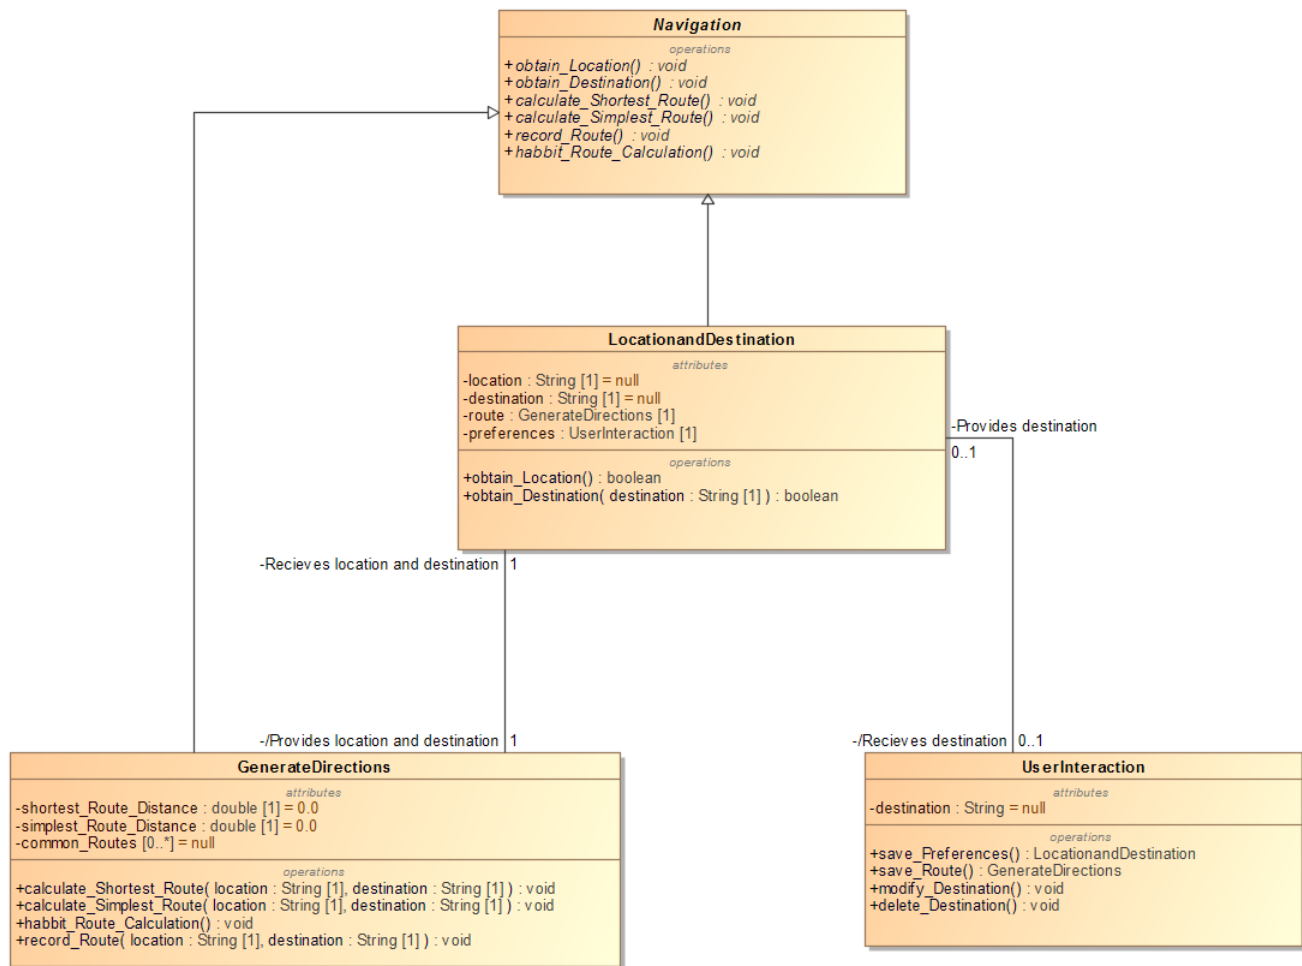 Navigation
operations
+obtain_Location() : void
+obtain_Destination() : void
+calculate_Shortest_Route() : void
+calculate_Simplest_Route() : void
+record_Route() : void
+habbit_Route_Calculation() : void
LocationandDestination
attributes
-location : String [1] = null
-destination : String [1] = null
-route : GenerateDirections [1]
-preferences : UserInteraction [1]
operations
+obtain_Location() : boolean
+obtain_Destination( destination : String [1] ) : boolean
-Provides destination
0..1
-Recieves location and destination 1
-/Provides location and destination 1
-/Recieves destination 0..1
GenerateDirections
attributes
-shortest_Route_Distance : double [1] = 0.0
-simplest_Route_Distance : double [1] = 0.0
-common_Routes [0..*] = null
operations
+calculate_Shortest_Route( location : String [1], destination : String [1] ) : void
+calculate_Simplest_Route( location : String [1], destination : String [1] ) : void
+habbit_Route_Calculation() : void
+record_Route( location : String [1], destination : String [1] ) : void
UserInteraction
attributes
-destination : String = null
operations
+save_Preferences() : LocationandDestination
+save_Route() : GenerateDirections
+modify_Destination() : void
+delete_Destination() : void